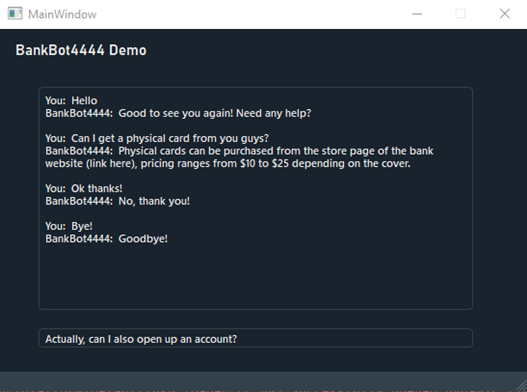 MainWindow
BankBot4444 Demo
You: Hello
BankBot4444: Good to see you again! Need any help?
You: Can I get a physical card from you guys?
BankBot4444: Physical cards can be purchased from the store page of the bank
website (link here), pricing ranges from $10 to $25 depending on the cover.
You: Ok thanks!
BankBot4444: No, thank you!
You: Bye!
BankBot4444: Goodbye!
Actually, can I also open up an account?